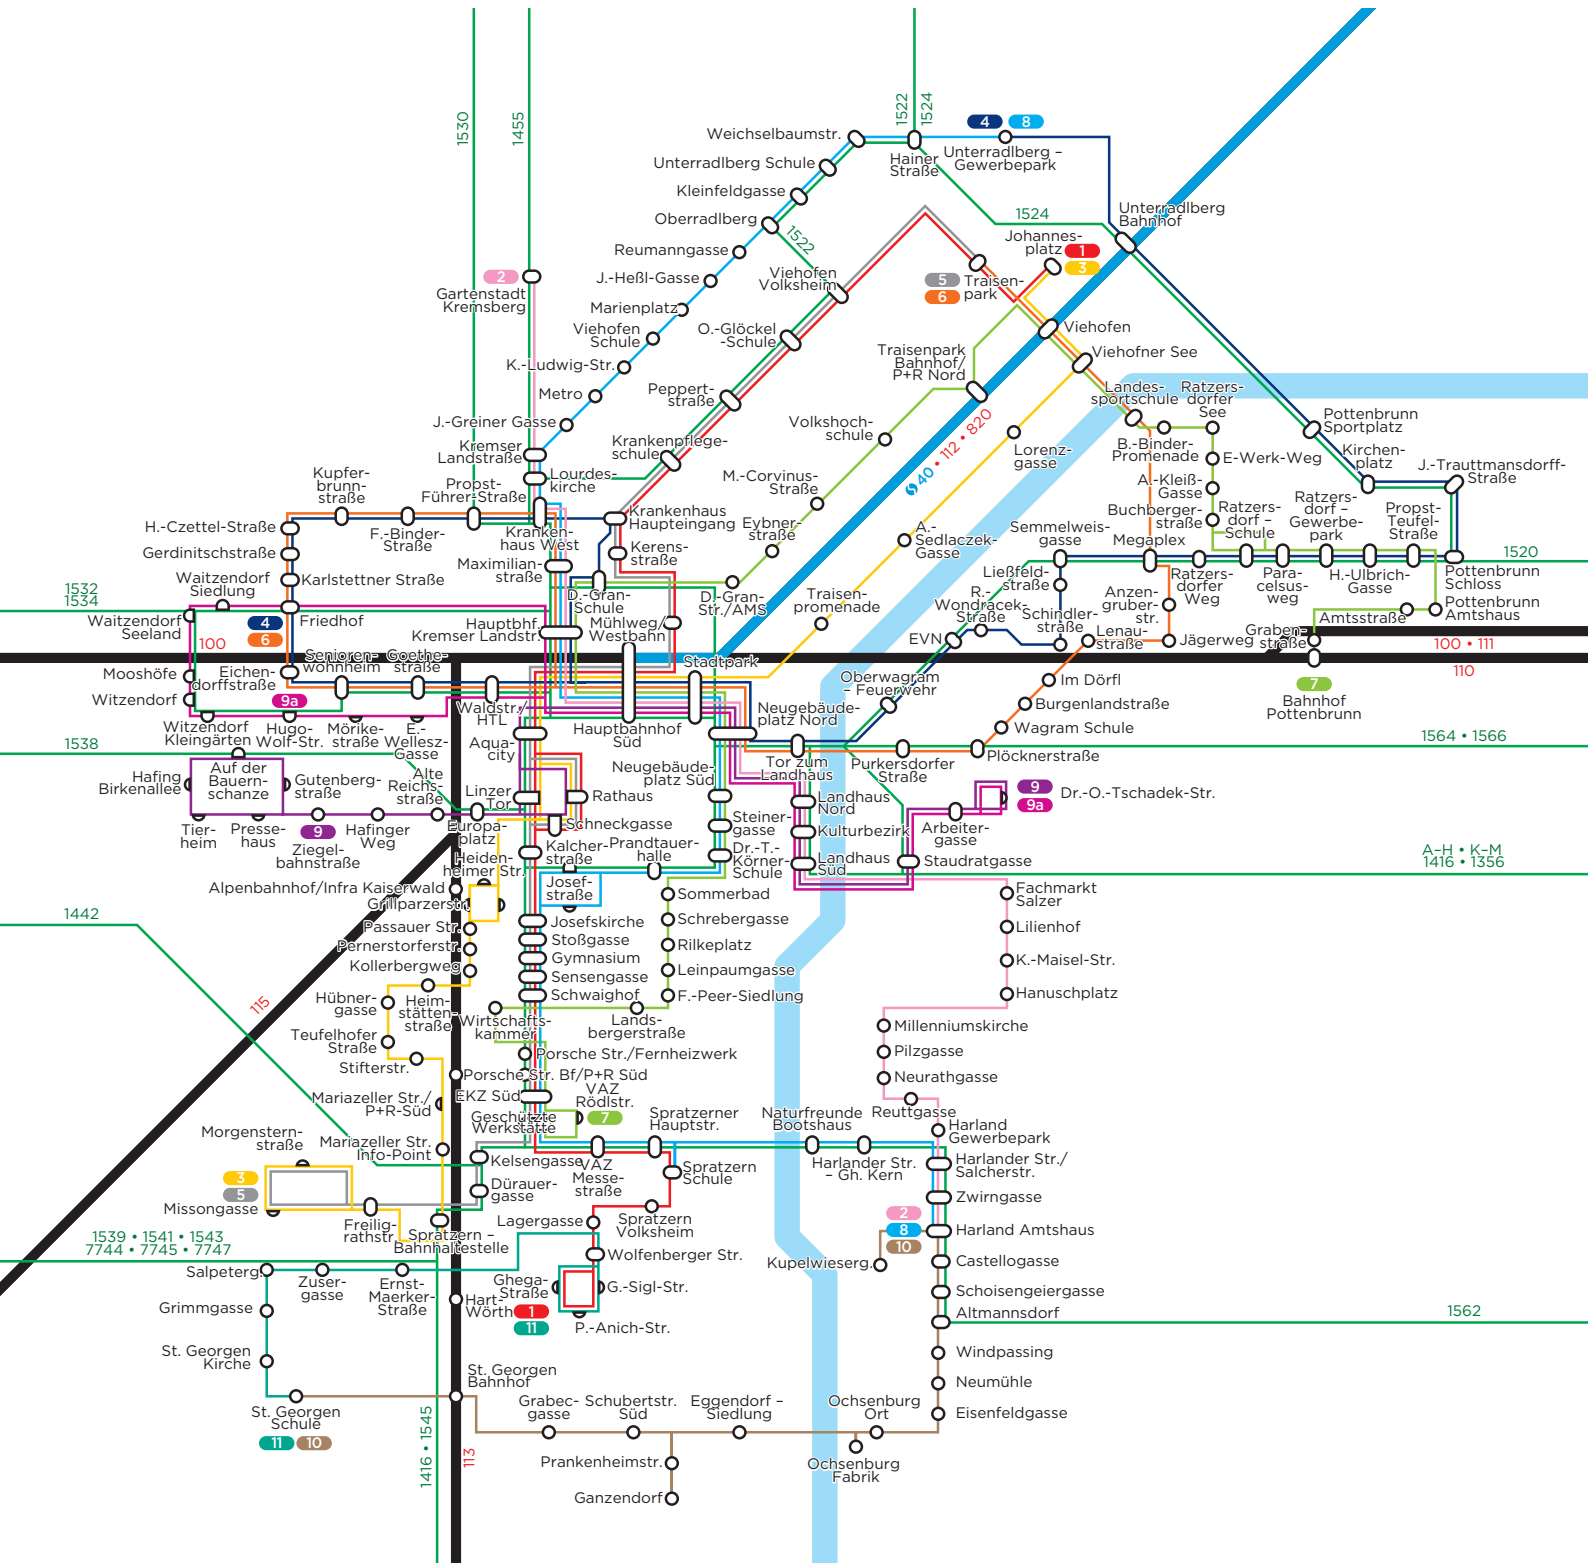 1530
1455
1522
1524
4
8
Weichselbaumstr.
Hainer
Straße
Unterradlberg –
Gewerbepark
Unterradlberg Schule
Kleinfeldgasse
Oberradlberg
1522
1524
Unterradlberg
Bahnhof
Johannes-
platz
1
3
Reumanngasse
J.-Heßl-Gasse
Viehofen
Volksheim
5
6
Traisen-
park
2
Gartenstadt
Kremsberg
Marienplatz
Viehofen
Schule
O.-Glöckel
-Schule
Viehofen
Viehofner See
Traisenpark
Bahnhof/
P+R Nord
K.-Ludwig-Str.
Metro
Peppert-
straße
Landes-
sportschule
Ratzers-
dorfer
See
J.-Greiner Gasse
Volkshoch-
schule
40 • 112 • 820
Lorenz-
gasse
B.-Binder-
Promenade
Pottenbrunn
Sportplatz
Kremser
Landstraße
Krankenpflege-
schule
E-Werk-Weg
Kirchen-
platz
J.-Trauttmansdorff-
Straße
Kupfer-
brunn-
straße
Propst-
Führer-Straße
Lourdes-
kirche
M.-Corvinus-
Straße
A.-Kleiß-
Gasse
H.-Czettel-Straße
F.-Binder-
Straße
Kranken-
haus West
Krankenhaus
Haupteingang
Eybner-
straße
A.-
Sedlaczek-
Gasse
Semmelweis-
gasse
Buchberger-
straße
Megaplex
Ratzers-
dorf –
Schule
Ratzers-
dorf –
Gewerbe-
park
Propst-
Teufel-
Straße
Gerdinitschstraße
Kerens-
straße
Maximilian-
straße
1520
Waitzendorf
Siedlung
Karlstettner Straße
D.-Gran-
Schule
D.-Gran-
Str./AMS
Traisen-
promenade
Ließfeld-
straße
Ratzers-
dorfer
Weg
Para-
celsus-
weg
H.-Ulbrich-
Gasse
Pottenbrunn
Schloss
1532
1534
Waitzendorf
Seeland
4
6
Friedhof
Hauptbhf.
Kremser Landstr.
Mühlweg/
Westbahn
R.-
Wondracek-
Straße
Schindler-
straße
Anzen-
gruber-
str.
Pottenbrunn
Amtshaus
Amtsstraße
EVN
Lenau-
straße
Jägerweg
Graben-
straße
100
100 • 111
110
Mooshöfe
Eichen-
dorffstraße
Senioren-
wohnheim
Goethe-
straße
Stadtpark
Oberwagram
– Feuerwehr
Im Dörfl
7
Bahnhof
Pottenbrunn
Witzendorf
9a
Waldstr./
HTL
Neugebäude-
platz Nord
Burgenlandstraße
Witzendorf
Kleingärten
Hugo-
Wolf-Str.
Mörike-
straße
E.-
Wellesz-
Gasse
Hauptbahnhof
Süd
Wagram Schule
1538
Aqua-
city
1564 • 1566
Neugebäude-
platz Süd
Tor zum
Landhaus
Purkersdorfer
Straße
Plöcknerstraße
Auf der
Bauern-
schanze
Hafing
Birkenallee
Gutenberg-
straße
Alte
Reichs-
straße
Linzer
Tor
Rathaus
Landhaus
Nord
9
9a
Dr.-O.-Tschadek-Str.
Tier-
heim
Presse-
haus
9
Ziegel-
bahnstraße
Hafinger
Weg
Europa-
platz
Schneckgasse
Steiner-
gasse
Kulturbezirk
Arbeiter-
gasse
Heiden-
heimer Str.
Kalcher-
straße
Prandtauer-
halle
Dr.-T.-
Körner-
Schule
Landhaus
Süd
Staudratgasse
A–H • K–M
1416 • 1356
Alpenbahnhof/Infra Kaiserwald
Josef-
straße
Sommerbad
Fachmarkt
Salzer
Grillparzerstr.
1442
Passauer Str.
Josefskirche
Schrebergasse
Lilienhof
Pernerstorferstr.
Stoßgasse
Rilkeplatz
Kollerbergweg
Gymnasium
Leinpaumgasse
K.-Maisel-Str.
Sensengasse
Schwaighof
F.-Peer-Siedlung
Hanuschplatz
115
Hübner-
gasse
Heim-
stätten-
straße
Wirtschafts-
kammer
Lands-
bergerstraße
Millenniumskirche
Teufelhofer
Straße
Stifterstr.
Porsche Str./Fernheizwerk
Pilzgasse
Porsche Str. Bf/P+R Süd
Neurathgasse
Mariazeller Str./
P+R-Süd
EKZ Süd
VAZ
Rödlstr.
7
Reuttgasse
Geschützte
Werkstätte
Spratzerner
Hauptstr.
Naturfreunde
Bootshaus
Harland
Gewerbepark
Morgenstern-
straße
Mariazeller Str.
Info-Point
Kelsengasse
VAZ
Messe-
straße
Spratzern
Schule
Harlander Str.
– Gh. Kern
Harlander Str./
Salcherstr.
3
5
Missongasse
Dürauer-
gasse
Zwirngasse
Freilig-
rathstr.
Spratzern –
Bahnhaltestelle
Lagergasse
Spratzern
Volksheim
2
8
10
Harland Amtshaus
1539 • 1541 • 1543
7744 • 7745 • 7747
Wolfenberger Str.
Kupelwieserg.
Castellogasse
Salpeterg.
Zuser-
gasse
Ernst-
Maerker-
Straße
Ghega-
Straße
G.-Sigl-Str.
Schoisengeiergasse
Grimmgasse
Hart-
Wörth
1
11
P.-Anich-Str.
Altmannsdorf
1562
St. Georgen
Kirche
St. Georgen
Bahnhof
Windpassing
Neumühle
St. Georgen
Schule
11
10
Grabec-
gasse
Schubertstr.
Süd
Eggendorf –
Siedlung
Ochsenburg
Ort
Eisenfeldgasse
1416 • 1545
113
Prankenheimstr.
Ochsenburg
Fabrik
Ganzendorf